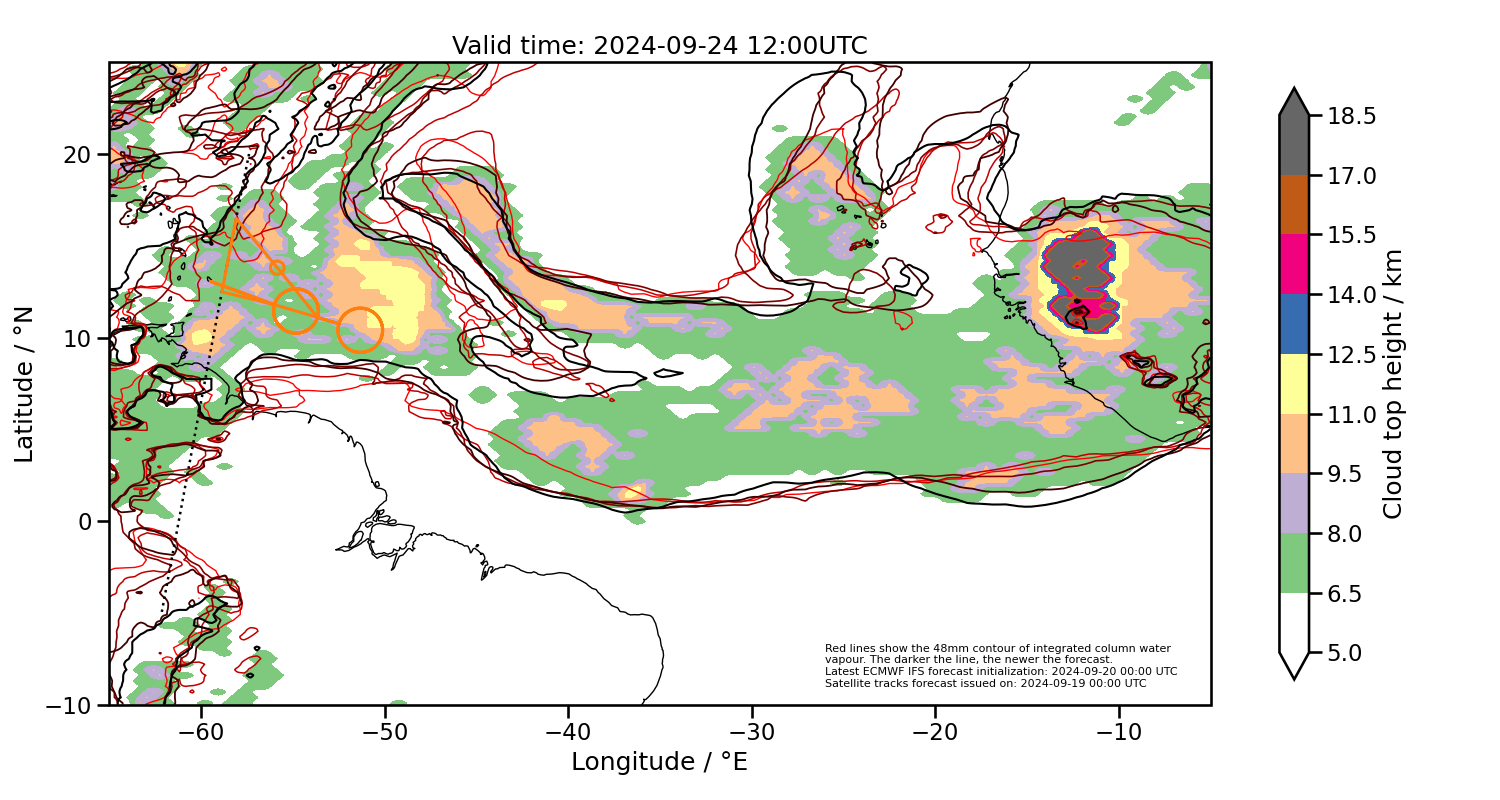 Valid time: 2024-09-24 12:00UTC
20
10
0
−10
Latitude / °N
−60
−50
−40
−30
−20
−10
Longitude / °E
Red lines show the 48mm contour of integrated column water
vapour. The darker the line, the newer the forecast.
Latest ECMWF IFS forecast initialization: 2024-09-20 00:00 UTC
Satellite tracks forecast issued on: 2024-09-19 00:00 UTC
18.5
17.0
15.5
14.0
12.5
11.0
9.5
8.0
6.5
5.0
Cloud top height / km